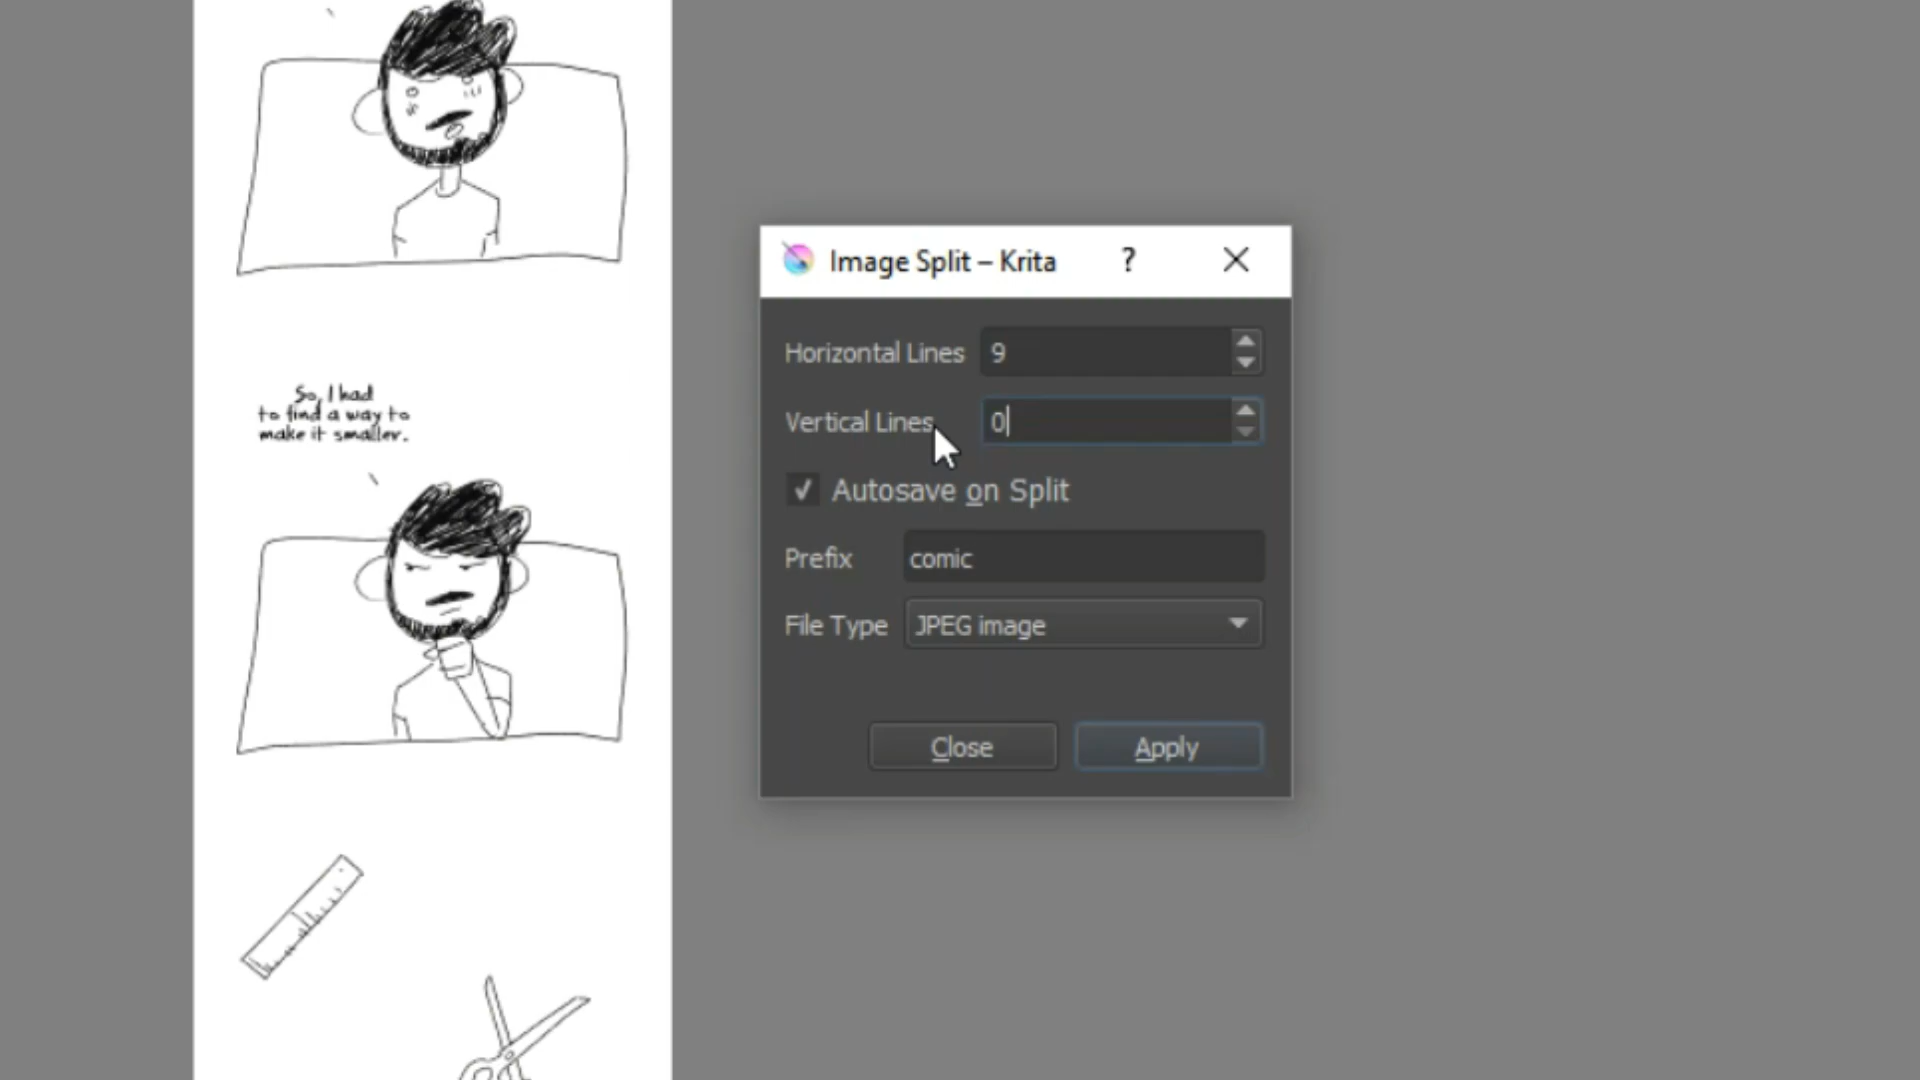 So, I had
to find a way to
make it smaller.
Image Split – Krita ?
Horizontal Lines 9
Vertical Lines 0
Autosave on Split
Prefix comic
File Type JPEG image
Close Apply